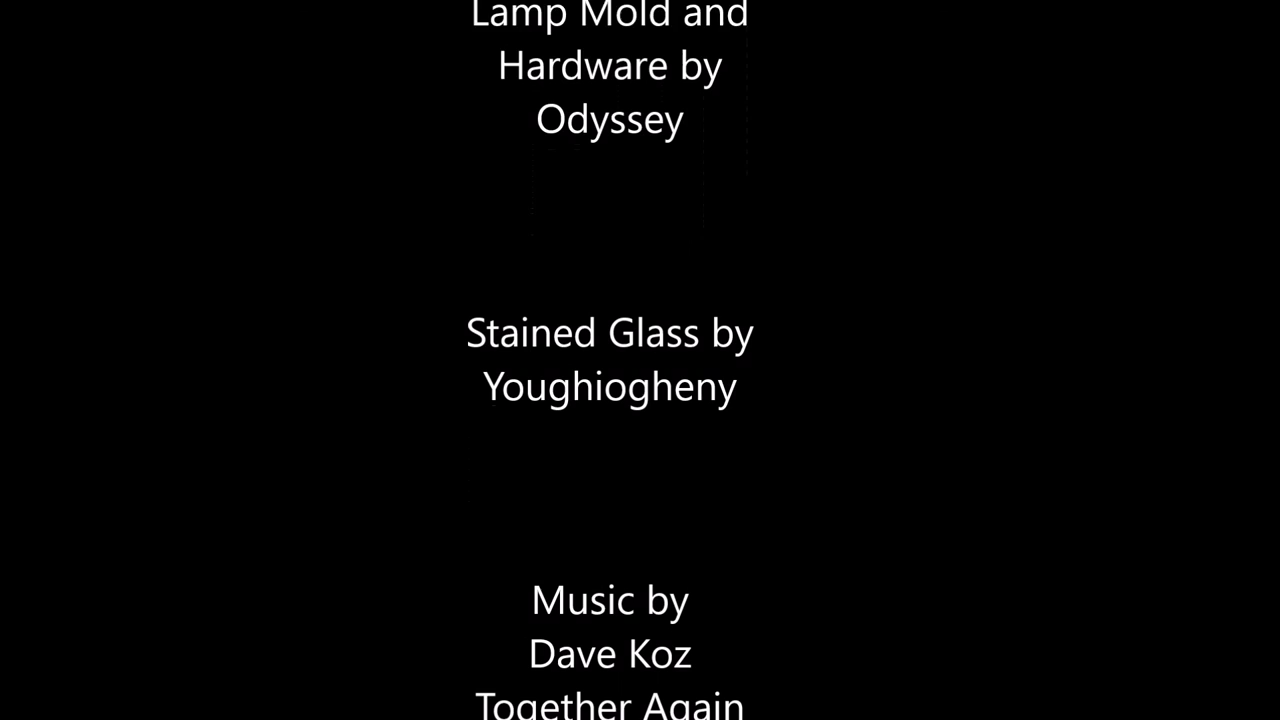 Lamp Mold and
Hardware by
Odyssey
Stained Glass by
Youghiogheny
Music by
Dave Koz
Together Again